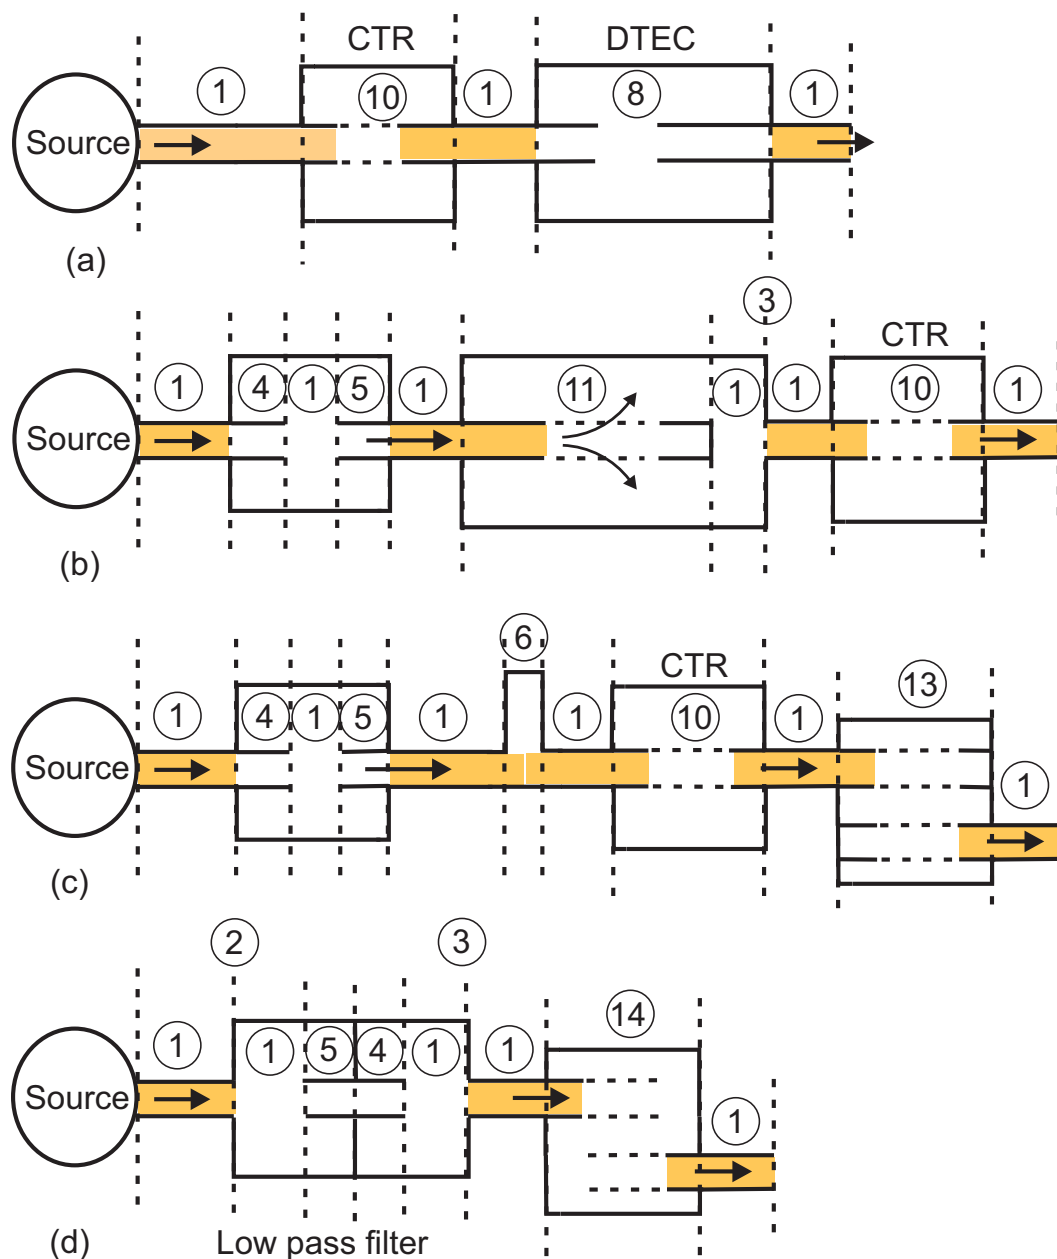 CTR DTEC
1 10 1 8 1
Source
(a)
3
CTR
1 4 1 5 1 11 1 1 10 1
Source
(b)
6
CTR 13
1 4 1 5 1 1 10 1
Source 1
(c)
2 3
14
1 1 5 4 1 1
Source 1
(d) Low pass filter